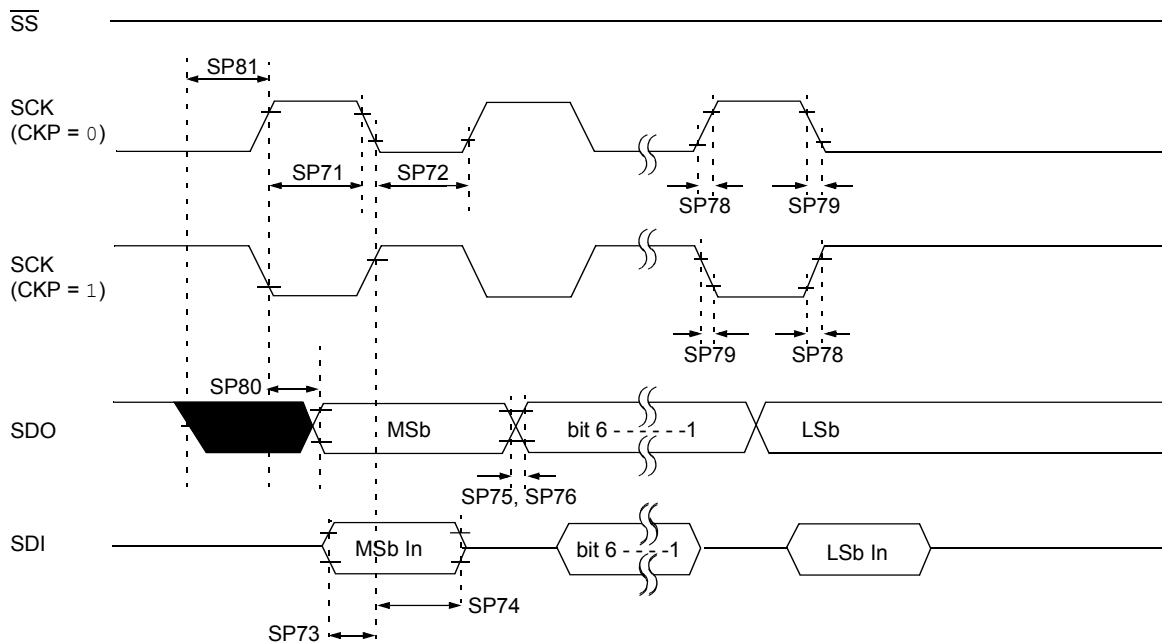 SS
SP81
SCK
(CKP = 0)
SP71
SP72
SP78
SP79
SCK
(CKP = 1)
SP79
SP78
SP80
SDO
MSb
bit 6 - - - - - -1
LSb
SP75, SP76
SDI
MSb In
bit 6 - - - - -1
LSb In
SP74
SP73